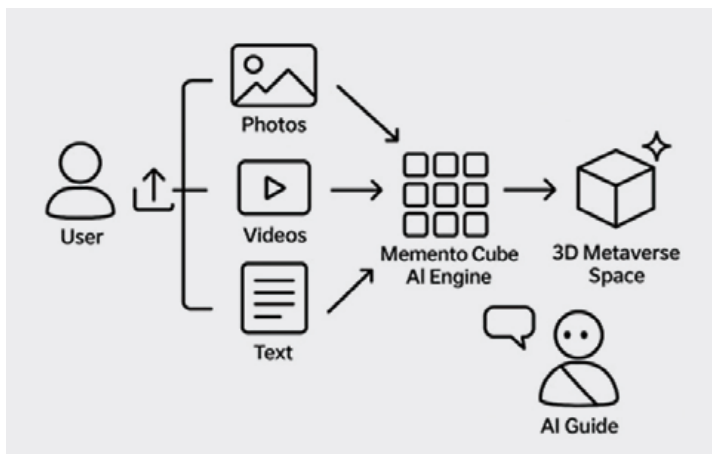 User
Photos
Videos
Text
Memento Cube
AI Engine
3D Metaverse
Space
AI Guide